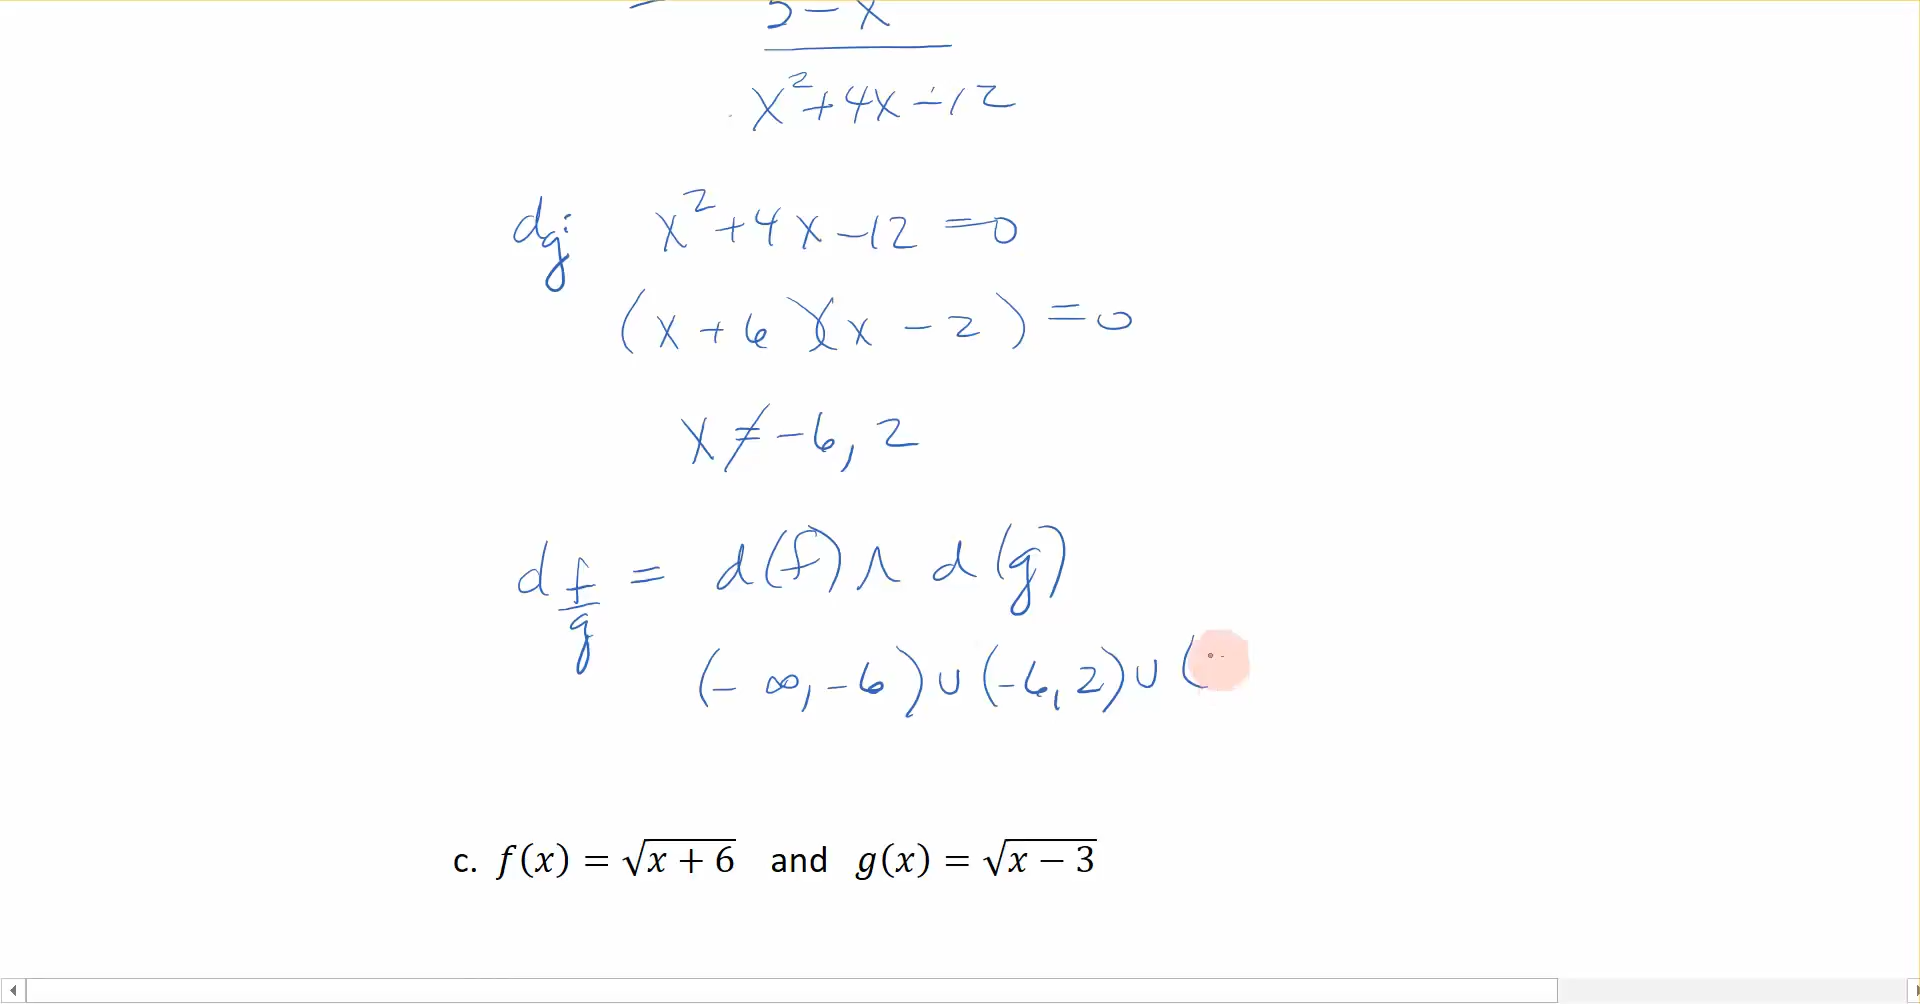 5 - x
x²+4x-12
dg: x²+4x-12=0
(x+6)(x-2)=0
x≠-6, 2
d f/g = d(f) ∩ d(g)
(-∞, -6) ∪ (-6, 2) ∪ (
c. f(x) = √(x + 6) and g(x) = √(x − 3)